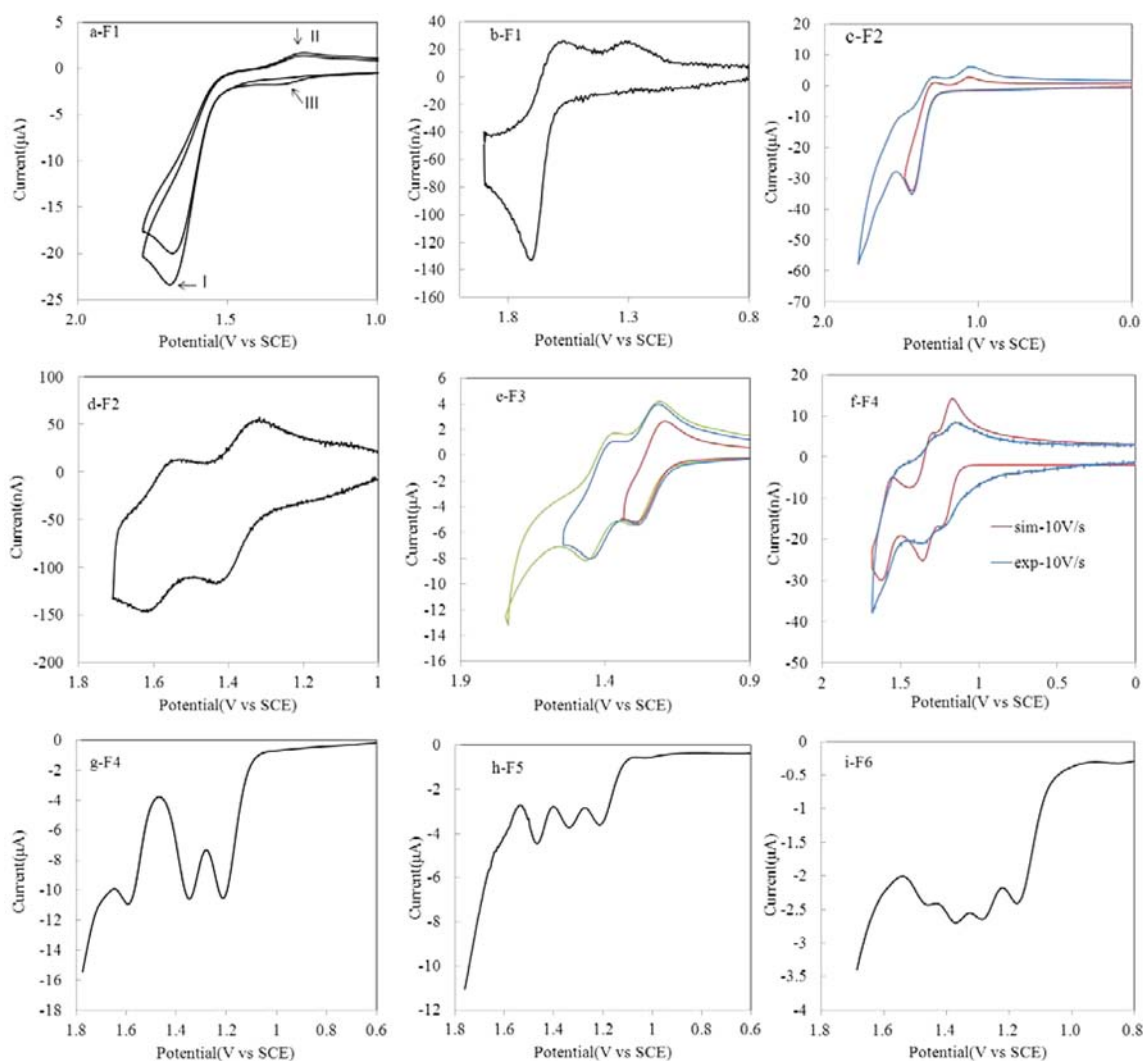 a-F1
II
III
I
5
0
-5
-10
-15
-20
-25
Current(µA)
2.0 1.5 1.0
Potential(V vs SCE)
b-F1
40
20
0
-20
-40
-60
-80
-100
-120
-140
-160
Current(nA)
1.8 1.3 0.8
Potential(V vs SCE)
c-F2
20
10
0
-10
-20
-30
-40
-50
-60
-70
Current(µA)
2.0 1.0 0.0
Potential (V vs SCE)
d-F2
100
50
0
-50
-100
-150
-200
Current(nA)
1.8 1.6 1.4 1.2 1
Potential(V vs SCE)
e-F3
6
4
2
0
-2
-4
-6
-8
-10
-12
-14
-16
Current(µA)
1.9 1.4 0.9
Potential(V vs SCE)
f-F4
20
10
0
-10
-20
-30
-40
-50
Current(µA)
sim-10V/s
exp-10V/s
2 1.5 1 0.5 0
Potential(V vs SCE)
g-F4
0
-2
-4
-6
-8
-10
-12
-14
-16
-18
Current(µA)
1.8 1.6 1.4 1.2 1 0.8 0.6
Potential(V vs SCE)
h-F5
0
-2
-4
-6
-8
-10
-12
Current(µA)
1.8 1.6 1.4 1.2 1 0.8 0.6
Potential(V vs SCE)
i-F6
0
-0.5
-1
-1.5
-2
-2.5
-3
-3.5
-4
Current(µA)
1.8 1.6 1.4 1.2 1.0 0.8
Potential(V vs SCE)